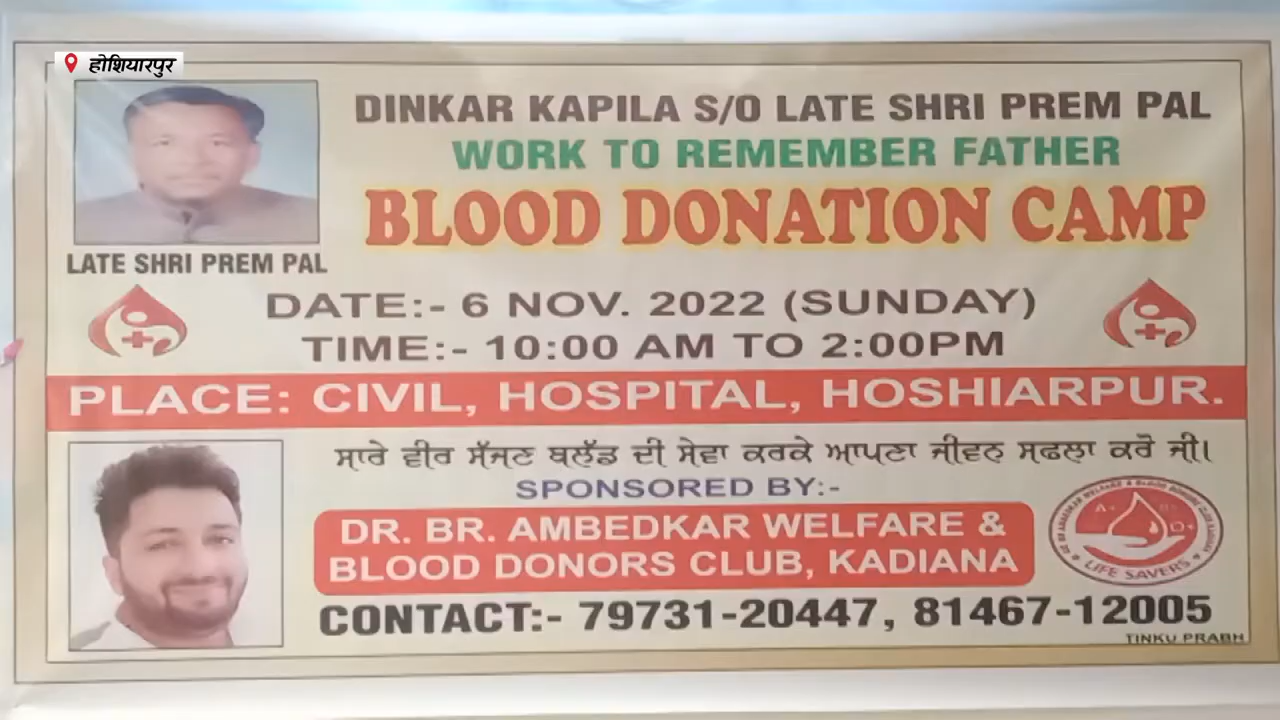 होशियारपुर
DINKAR KAPILA S/O LATE SHRI PREM PAL
WORK TO REMEMBER FATHER
BLOOD DONATION CAMP
LATE SHRI PREM PAL
DATE:- 6 NOV. 2022 (SUNDAY)
TIME:- 10:00 AM TO 2:00PM
PLACE: CIVIL, HOSPITAL, HOSHIARPUR.
ਸਾਰੇ ਵੀਰ ਸੱਜਣ ਬਲੱਡ ਦੀ ਸੇਵਾ ਕਰਕੇ ਆਪਣਾ ਜੀਵਨ ਸਫਲਾ ਕਰੋ ਜੀ।
SPONSORED BY:-
DR. BR. AMBEDKAR WELFARE &
BLOOD DONORS CLUB, KADIANA
A+
LIFE SAVERS
CONTACT:- 79731-20447, 81467-12005
TINKU PRABH